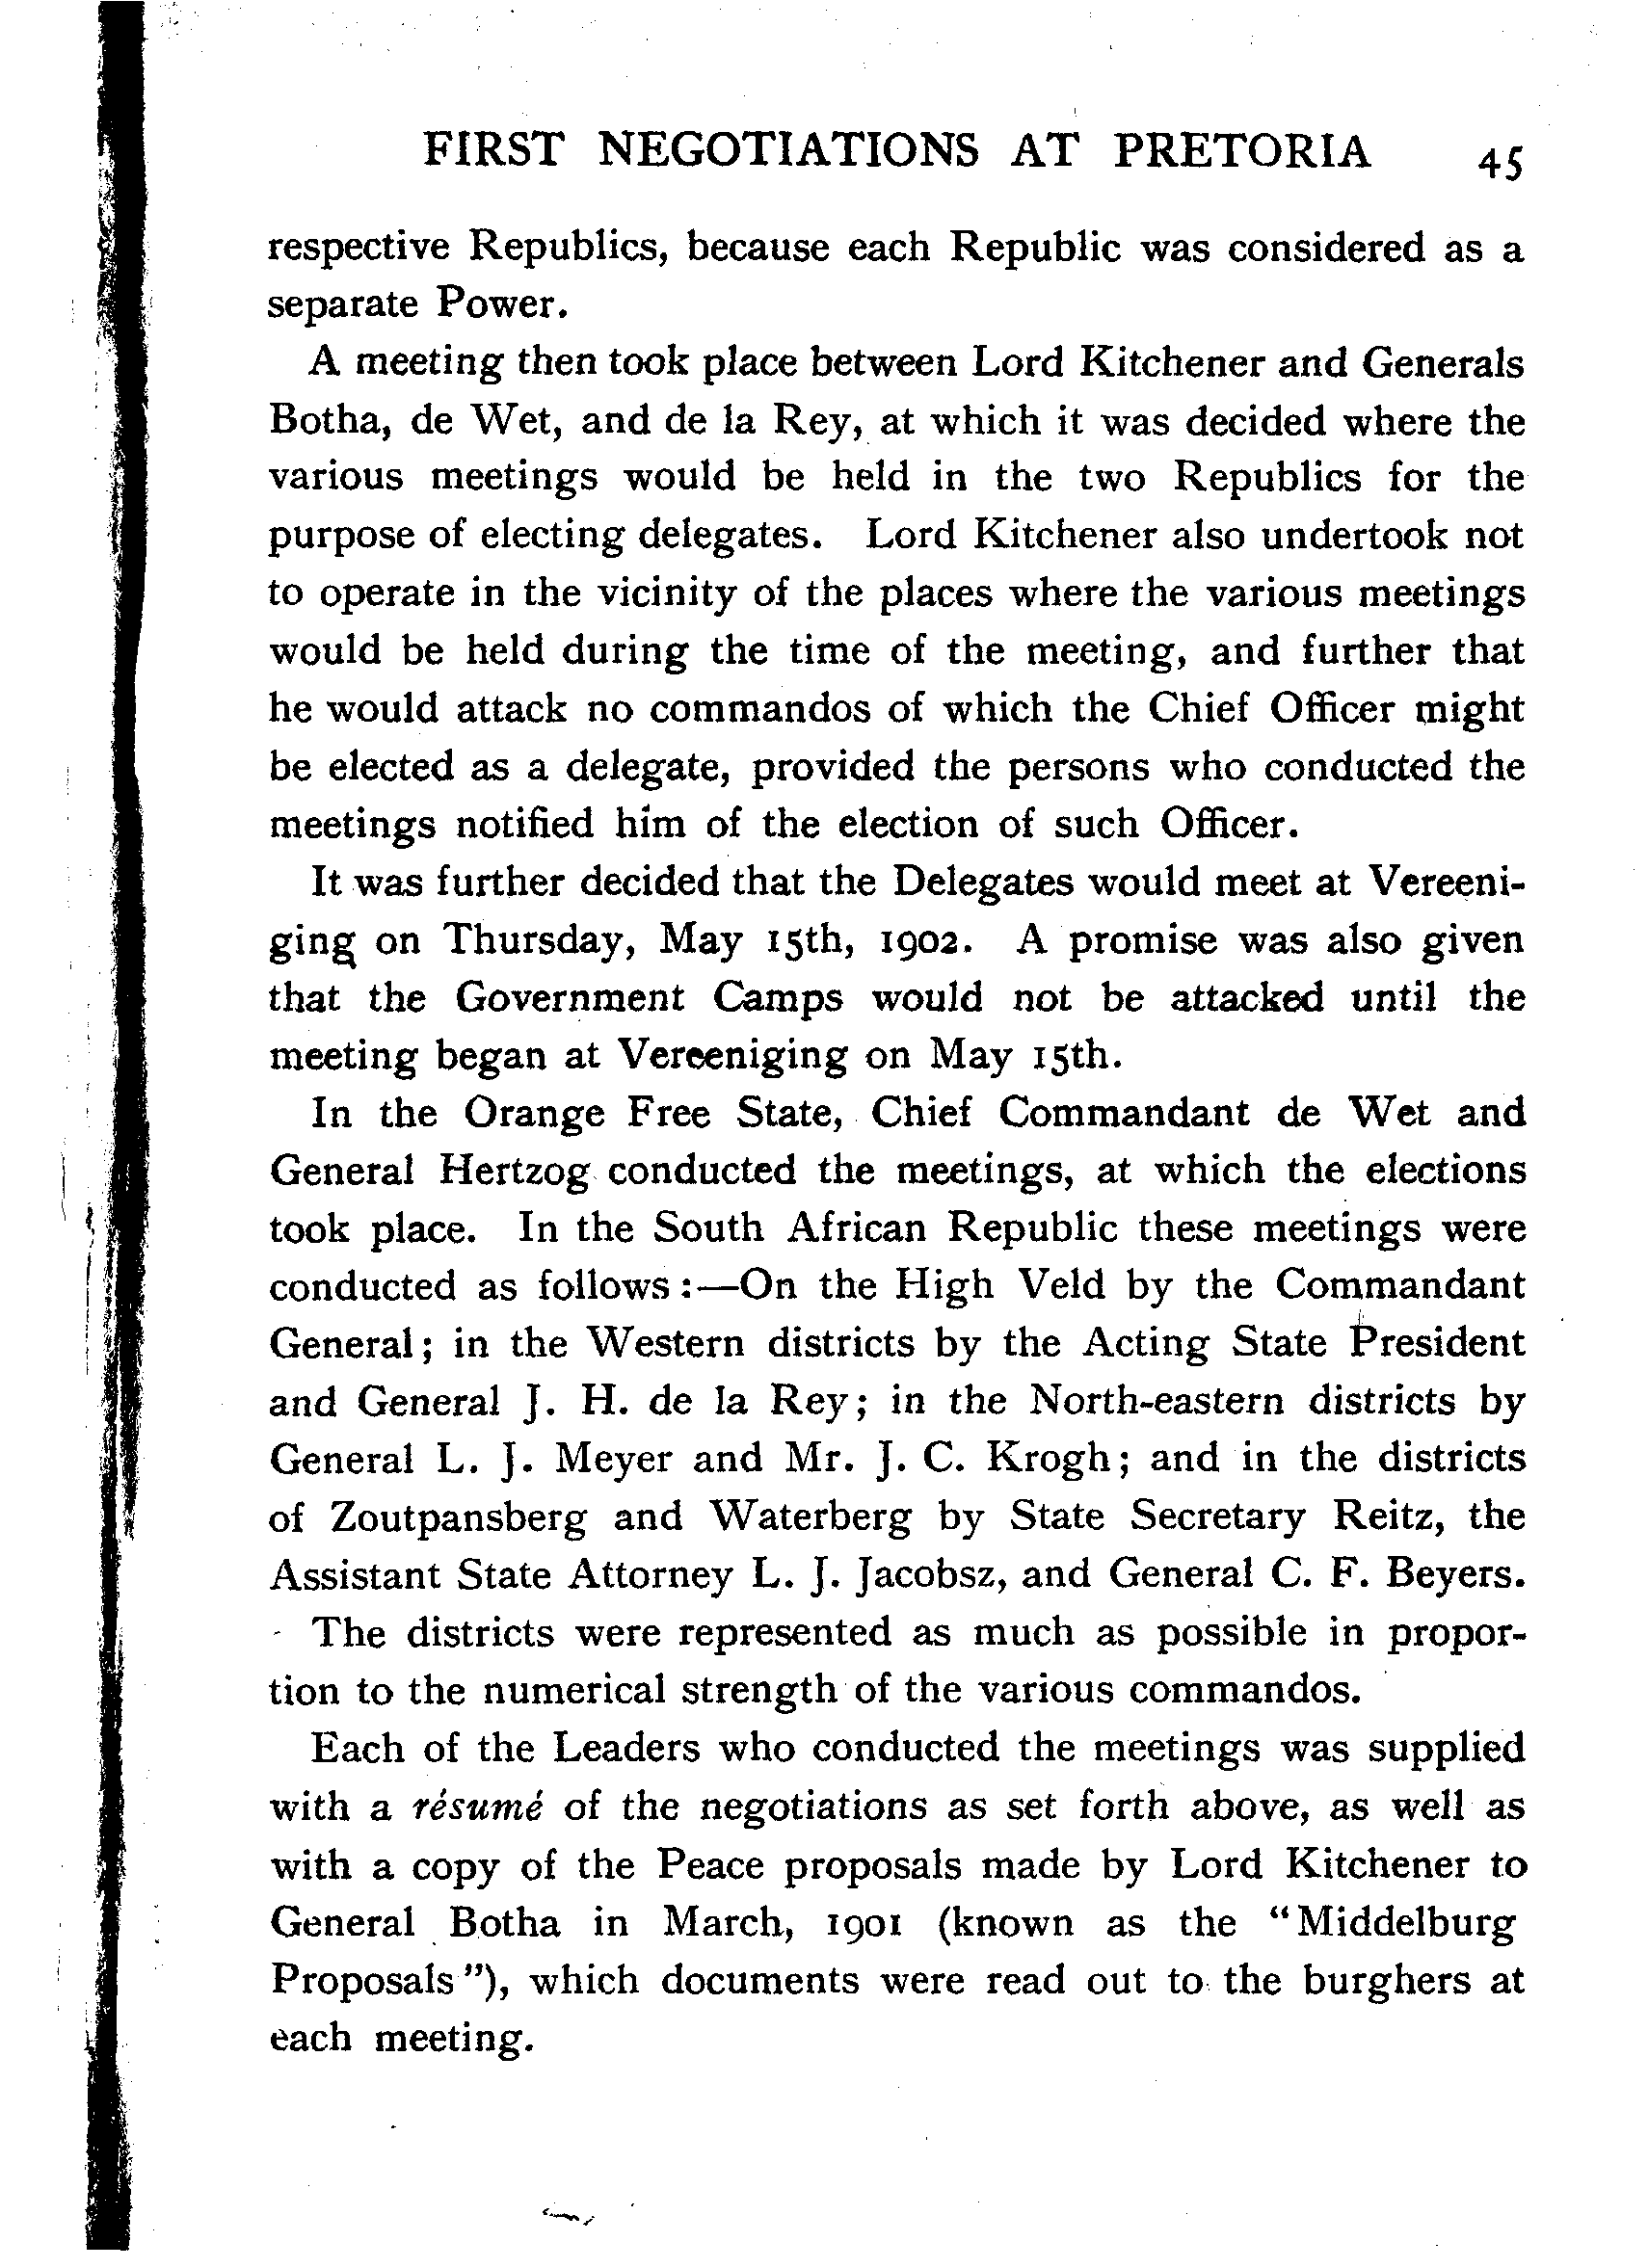 FIRST NEGOTIATIONS AT PRETORIA 45
respective Republics, because each Republic was considered as a
separate Power.
A meeting then took place between Lord Kitchener and Generals
Botha, de Wet, and de la Rey, at which it was decided where the
various meetings would be held in the two Republics for the
purpose of electing delegates. Lord Kitchener also undertook not
to operate in the vicinity of the places where the various meetings
would be held during the time of the meeting, and further that
he would attack no commandos of which the Chief Officer might
be elected as a delegate, provided the persons who conducted the
meetings notified him of the election of such Officer.
It was further decided that the Delegates would meet at Vereeni-
ging on Thursday, May 15th, 1902. A promise was also given
that the Government Camps would not be attacked until the
meeting began at Vereeniging on May 15th.
In the Orange Free State, Chief Commandant de Wet and
General Hertzog conducted the meetings, at which the elections
took place. In the South African Republic these meetings were
conducted as follows:—On the High Veld by the Commandant
General; in the Western districts by the Acting State President
and General J. H. de la Rey; in the North-eastern districts by
General L. J. Meyer and Mr. J. C. Krogh; and in the districts
of Zoutpansberg and Waterberg by State Secretary Reitz, the
Assistant State Attorney L. J. Jacobsz, and General C. F. Beyers.
The districts were represented as much as possible in propor-
tion to the numerical strength of the various commandos.
Each of the Leaders who conducted the meetings was supplied
with a résumé of the negotiations as set forth above, as well as
with a copy of the Peace proposals made by Lord Kitchener to
General Botha in March, 1901 (known as the "Middelburg
Proposals"), which documents were read out to the burghers at
each meeting.